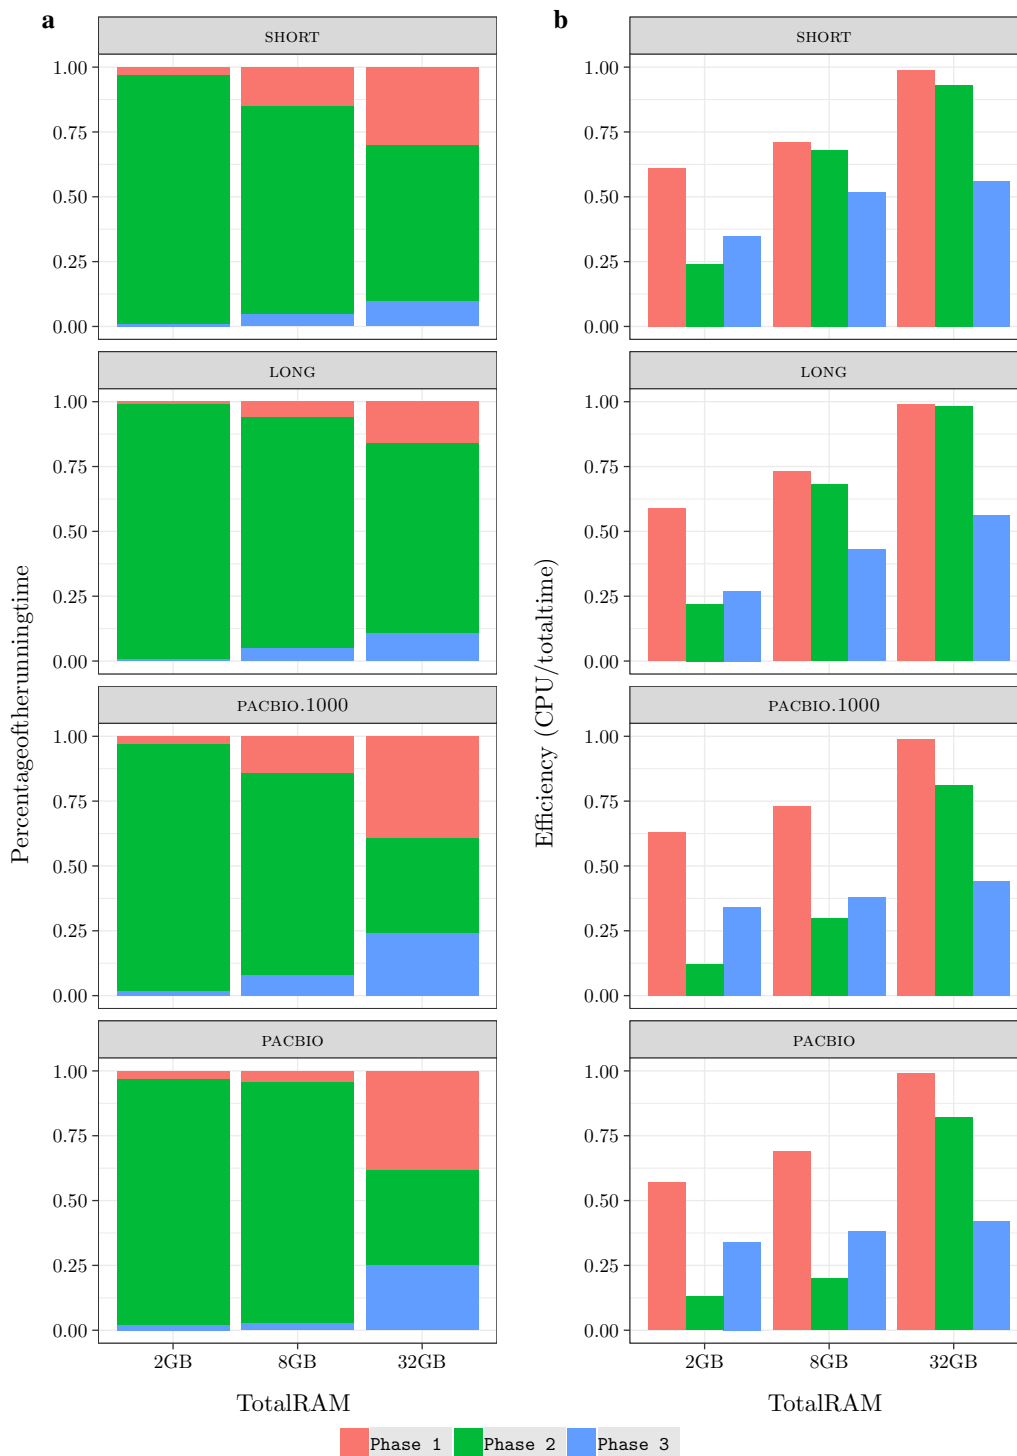 a
SHORT
1.00
0.75
0.50
0.25
0.00
LONG
1.00
0.75
0.50
0.25
0.00
PACBIO.1000
1.00
0.75
0.50
0.25
0.00
PACBIO
1.00
0.75
0.50
0.25
0.00
2GB 8GB 32GB
TotalRAM
Percentageoftherunningtime
b
SHORT
1.00
0.75
0.50
0.25
0.00
LONG
1.00
0.75
0.50
0.25
0.00
PACBIO.1000
1.00
0.75
0.50
0.25
0.00
PACBIO
1.00
0.75
0.50
0.25
0.00
2GB 8GB 32GB
TotalRAM
Efficiency (CPU/totaltime)
Phase 1 Phase 2 Phase 3